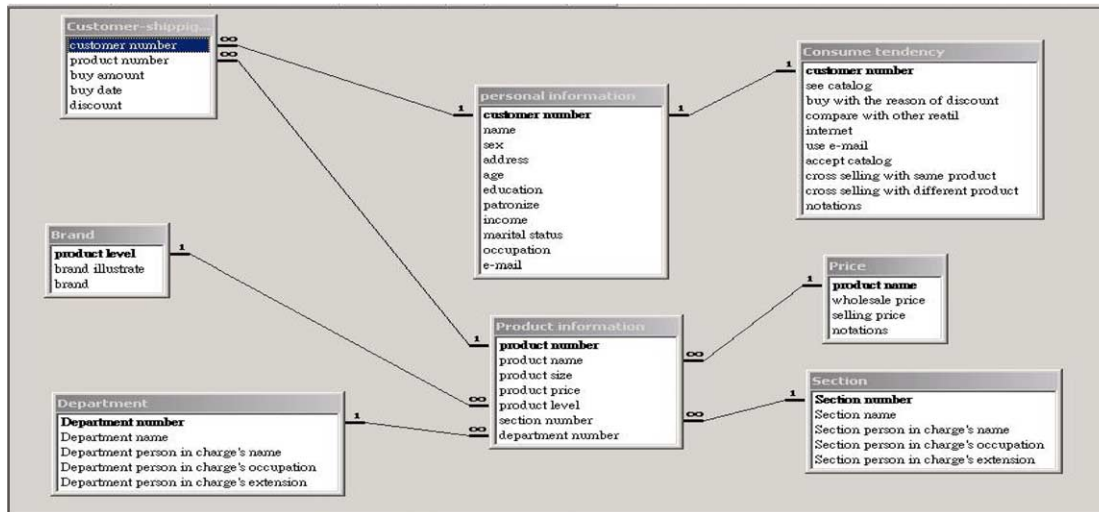 Customer-shippig...
customer number
product number
buy amount
buy date
discount
∞
∞
1
personal information
customer number
name
sex
address
age
education
patronize
income
marital status
occupation
e-mail
1
1
Consume tendency
customer number
see catalog
buy with the reason of discount
compare with other reatil
internet
use e-mail
accept catalog
cross selling with same product
cross selling with different product
notations
Brand
product level
brand illustrate
brand
1
1
Price
product name
wholesale price
selling price
notations
1
Product information
product number
product name
product size
product price
product level
section number
department number
∞
∞
∞
∞
Department
Department number
Department name
Department person in charge's name
Department person in charge's occupation
Department person in charge's extension
1
1
Section
Section number
Section name
Section person in charge's name
Section person in charge's occupation
Section person in charge's extension